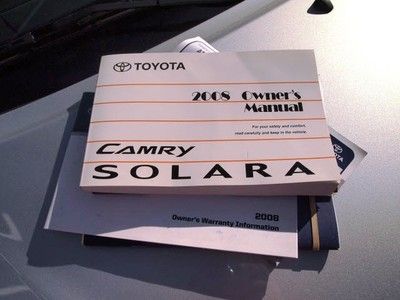 TOYOTA
2008 Owner's
Manual
For your safety and comfort,
read carefully and keep in the vehicle.
CAMRY
SOLARA
2008
Owner's Warranty Information